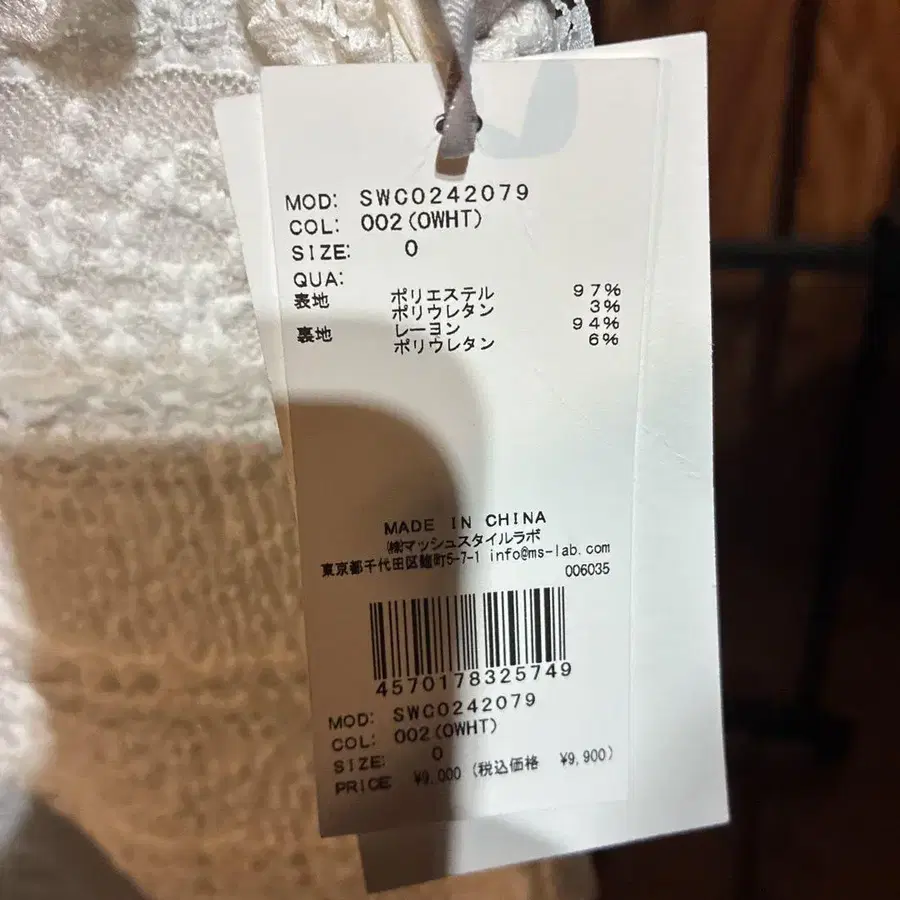 MOD: SWCO242079
COL: 002(OWHT)
SIZE: 0
QUA:
表地 ポリエステル 97%
ポリウレタン 3%
裏地 レーヨン 94%
ポリウレタン 6%
MADE IN CHINA
㈱マッシュスタイルラボ
東京都千代田区麹町5-7-1 info@ms-lab.com
006035
4570178325749
MOD: SWCO242079
COL: 002(OWHT)
SIZE: 0
PRICE ¥9,000 (税込価格 ¥9,900)